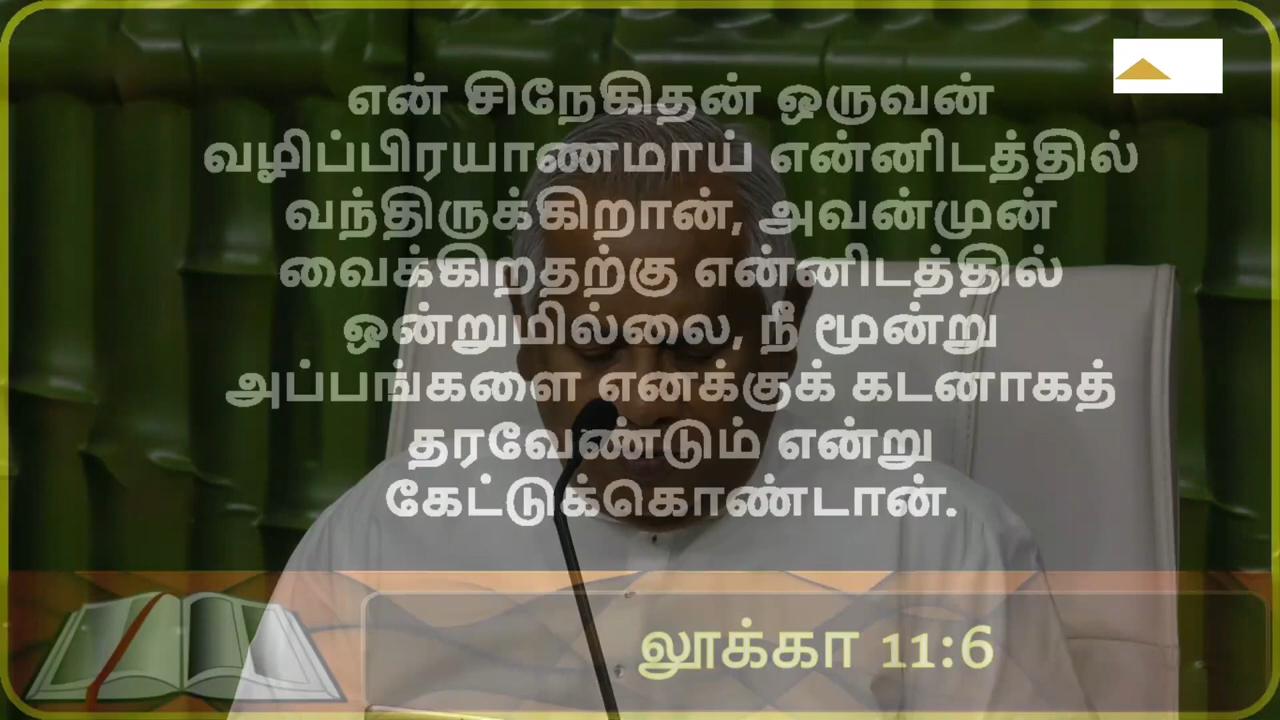 என் சிநேகிதன் ஒருவன்
வழிப்பிரயாணமாய் என்னிடத்தில்
வந்திருக்கிறான், அவன்முன்
வைக்கிறதற்கு என்னிடத்தில்
ஒன்றுமில்லை, நீ மூன்று
அப்பங்களை எனக்குக் கடனாகத்
தரவேண்டும் என்று
கேட்டுக்கொண்டான்.
லூக்கா 11:6